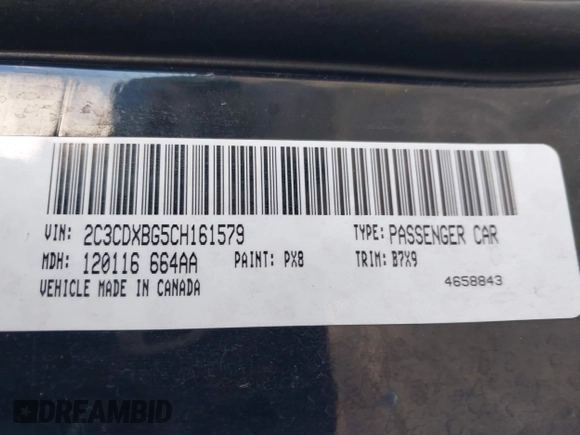 VIN: 2C3CDXBG5CH161579 TYPE: PASSENGER CAR
MDH: 120116 664AA PAINT: PX8 TRIM: B7X9
VEHICLE MADE IN CANADA 4658843
DREAMBID